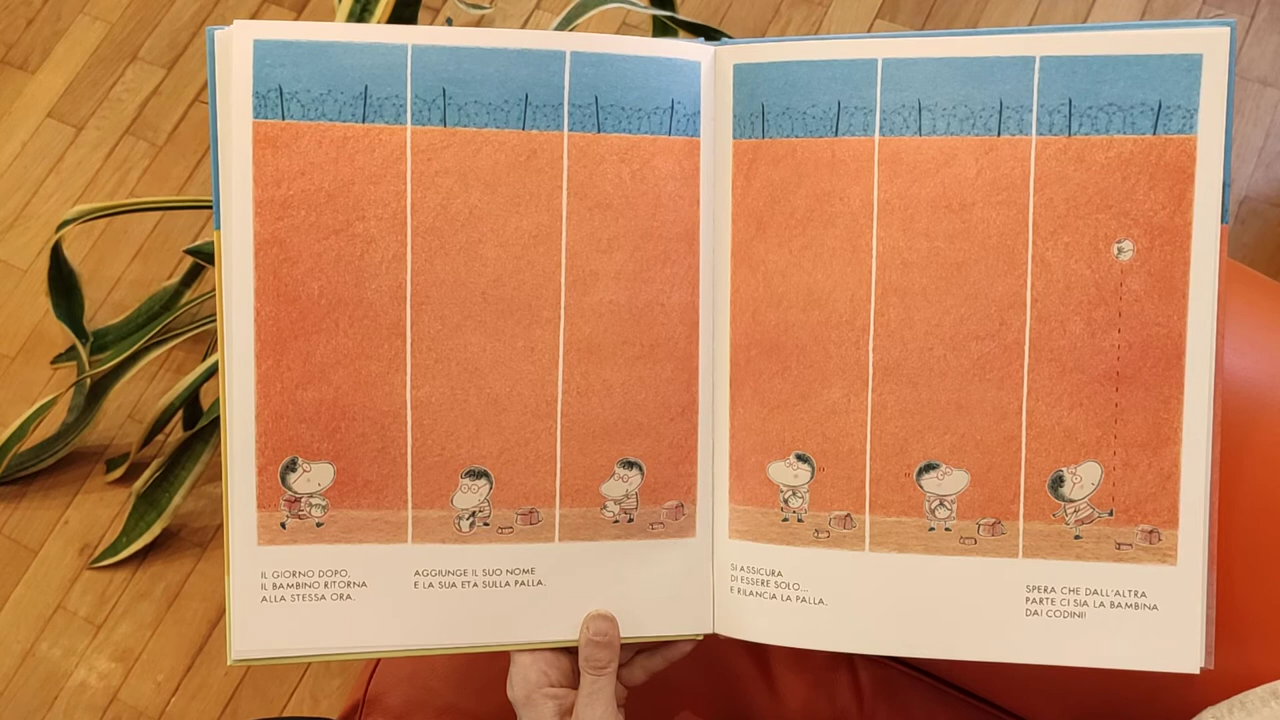 IL GIORNO DOPO,
IL BAMBINO RITORNA
ALLA STESSA ORA.
AGGIUNGE IL SUO NOME
E LA SUA ETÀ SULLA PALLA.
SI ASSICURA
DI ESSERE SOLO...
E RILANCIA LA PALLA.
SPERA CHE DALL'ALTRA
PARTE CI SIA LA BAMBINA
DAI CODINI!